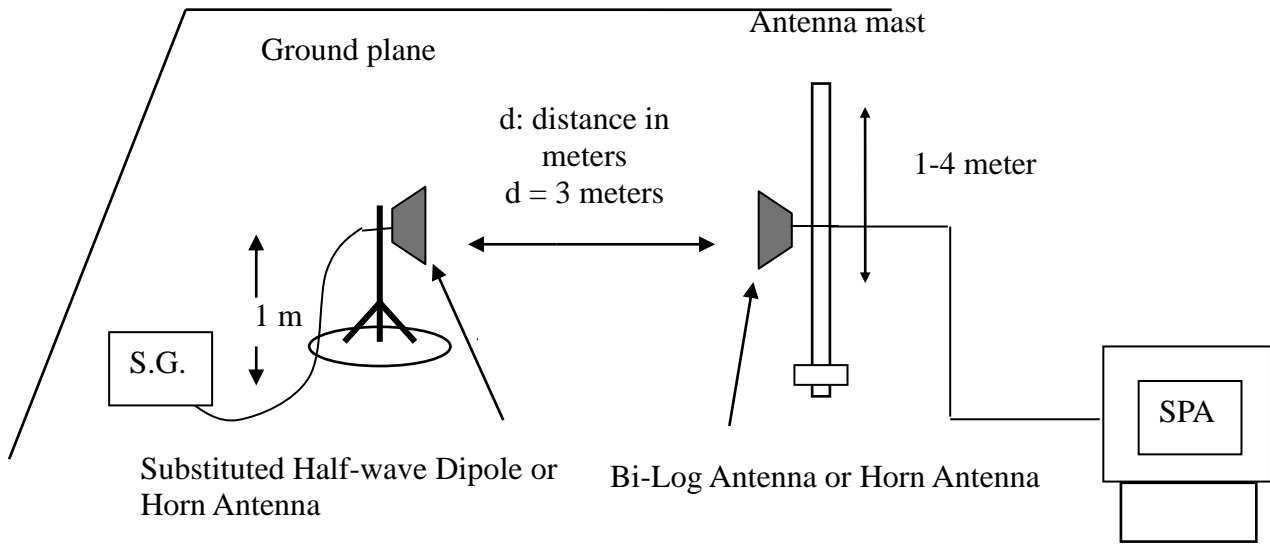 Antenna mast
Ground plane
d: distance in
meters
d = 3 meters
1-4 meter
1 m
S.G.
SPA
Substituted Half-wave Dipole or
Horn Antenna
Bi-Log Antenna or Horn Antenna